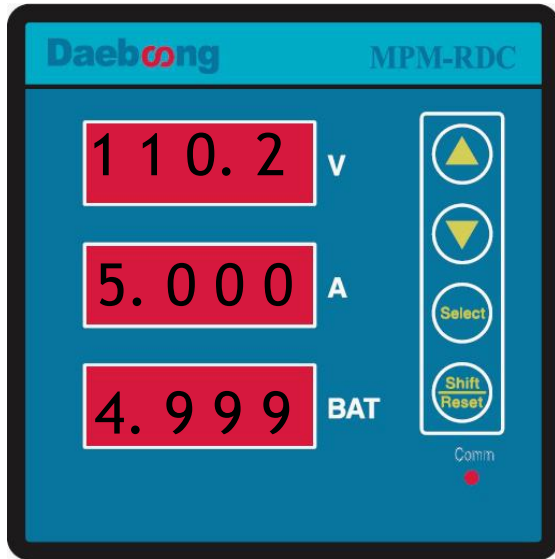 Daeboong
MPM-RDC
110.2 V
5.000 A
4.999 BAT
Select
Shift
Reset
Comm